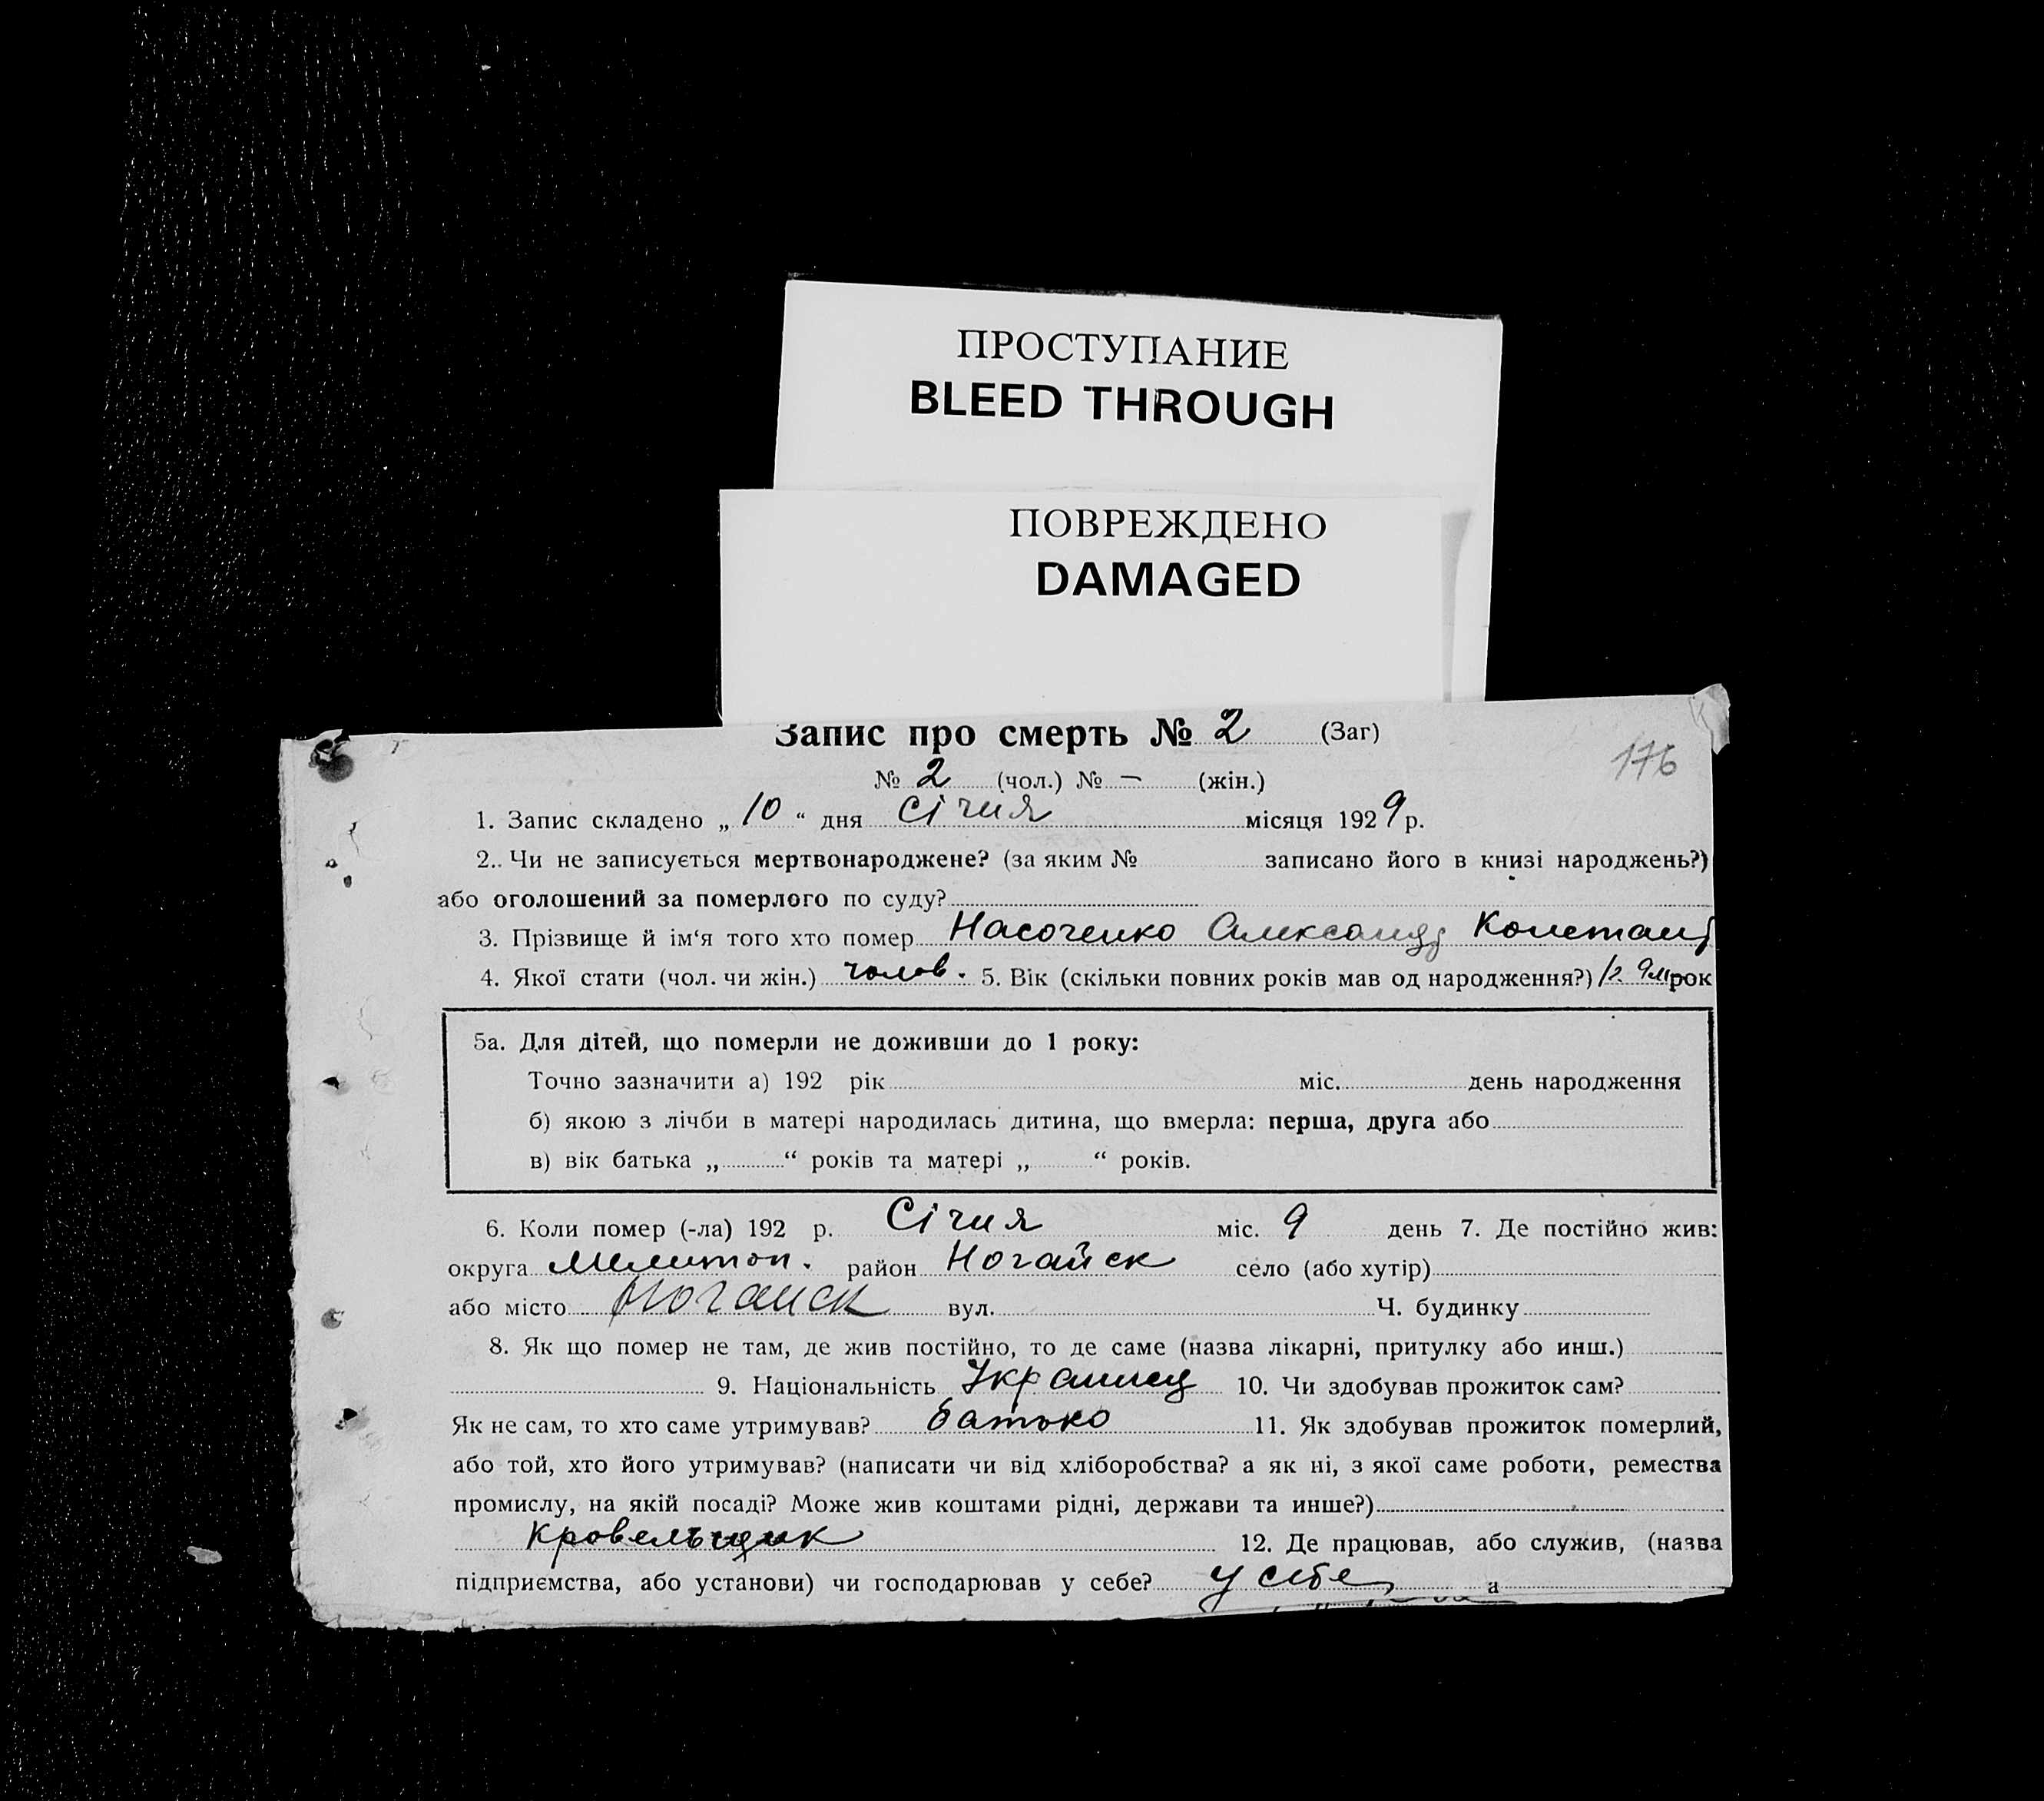 ПРОСТУПАНИЕ
BLEED THROUGH
ПОВРЕЖДЕНО
DAMAGED
Запис про смерть № 2 (Заг)
176
№ 2 (чол.) № – (жін.)
1. Запис складено „ 10 “ дня Січня місяця 1929 р.
2.. Чи не записується мертвонароджене? (за яким № записано його в книзі народжень?)
або оголошений за померлого по суду?
3. Прізвище й ім‘я того хто помер Насоченко Александр Констант
4. Якої стати (чол. чи жін.) чолов. 5. Вік (скільки повних років мав од народження?) 1г. 9м рок
5а. Для дітей, що померли не доживши до 1 року:
Точно зазначити а) 192 рік міс. день народження
б) якою з лічби в матері народилась дитина, що вмерла: перша, друга або
в) вік батька „ “ років та матері „ “ років.
6. Коли помер (-ла) 192 р. Січня міс. 9 день 7. Де постійно жив:
округа Мелитоп. район Ногайск село (або хутір)
або місто Ногайск вул. Ч. будинку
8. Як що помер не там, де жив постійно, то де саме (назва лікарні, притулку або инш.)
9. Національність Украинец 10. Чи здобував прожиток сам?
Як не сам, то хто саме утримував? батько 11. Як здобував прожиток померлий,
або той, хто його утримував? (написати чи від хліборобства? а як ні, з якої саме роботи, ремества
промислу, на якій посаді? Може жив коштами рідні, держави та инше?)
Кровельщик 12. Де працював, або служив, (назва
підприємства, або установи) чи господарював у себе? у себе а